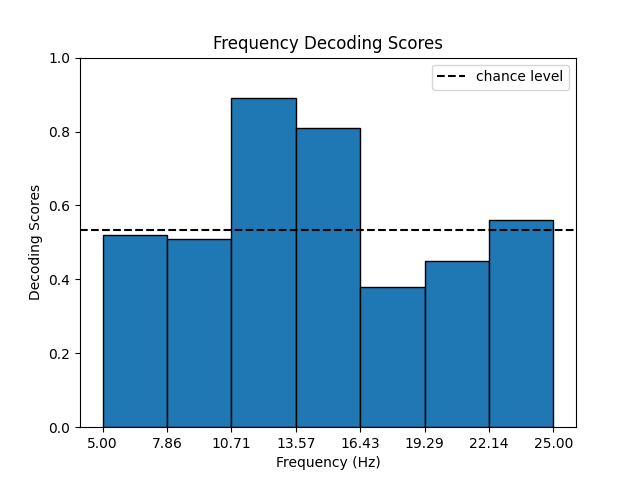 Frequency Decoding Scores
chance level
Decoding Scores
1.0
0.8
0.6
0.4
0.2
0.0
5.00 7.86 10.71 13.57 16.43 19.29 22.14 25.00
Frequency (Hz)